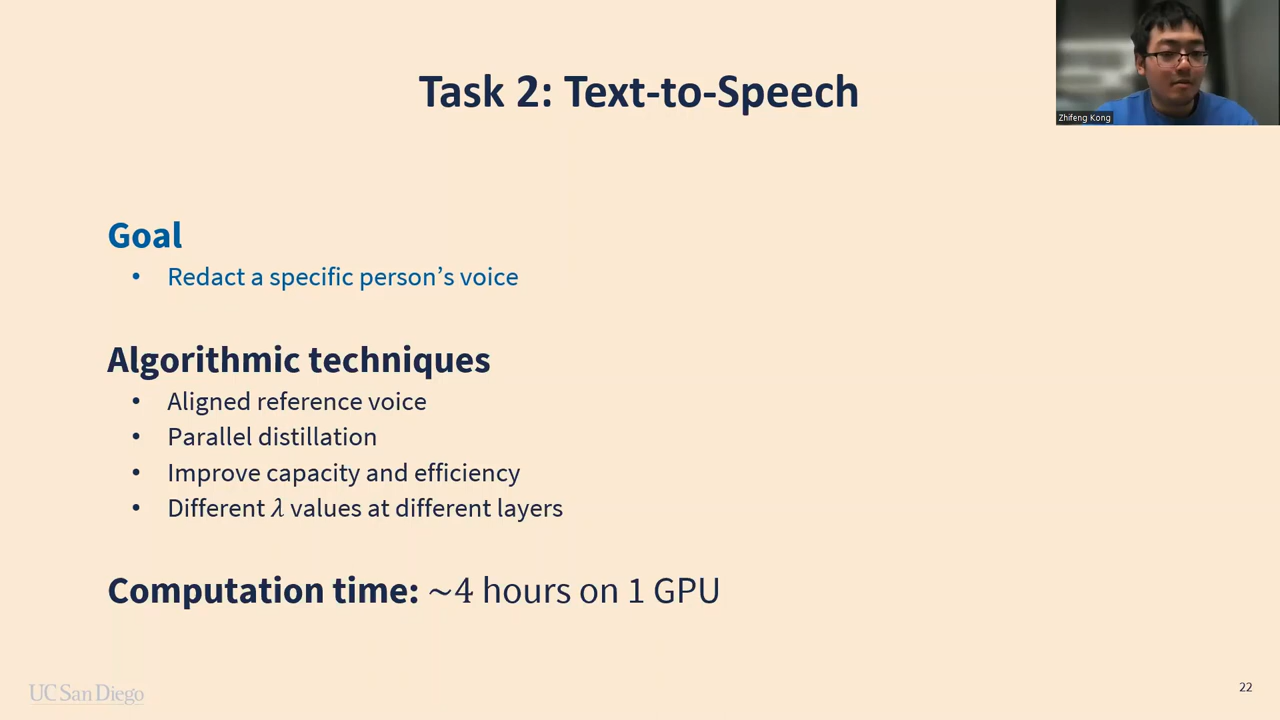 Task 2: Text-to-Speech
Zhifeng Kong
Goal
• Redact a specific person's voice
Algorithmic techniques
• Aligned reference voice
• Parallel distillation
• Improve capacity and efficiency
• Different λ values at different layers
Computation time: ~4 hours on 1 GPU
UC San Diego
22